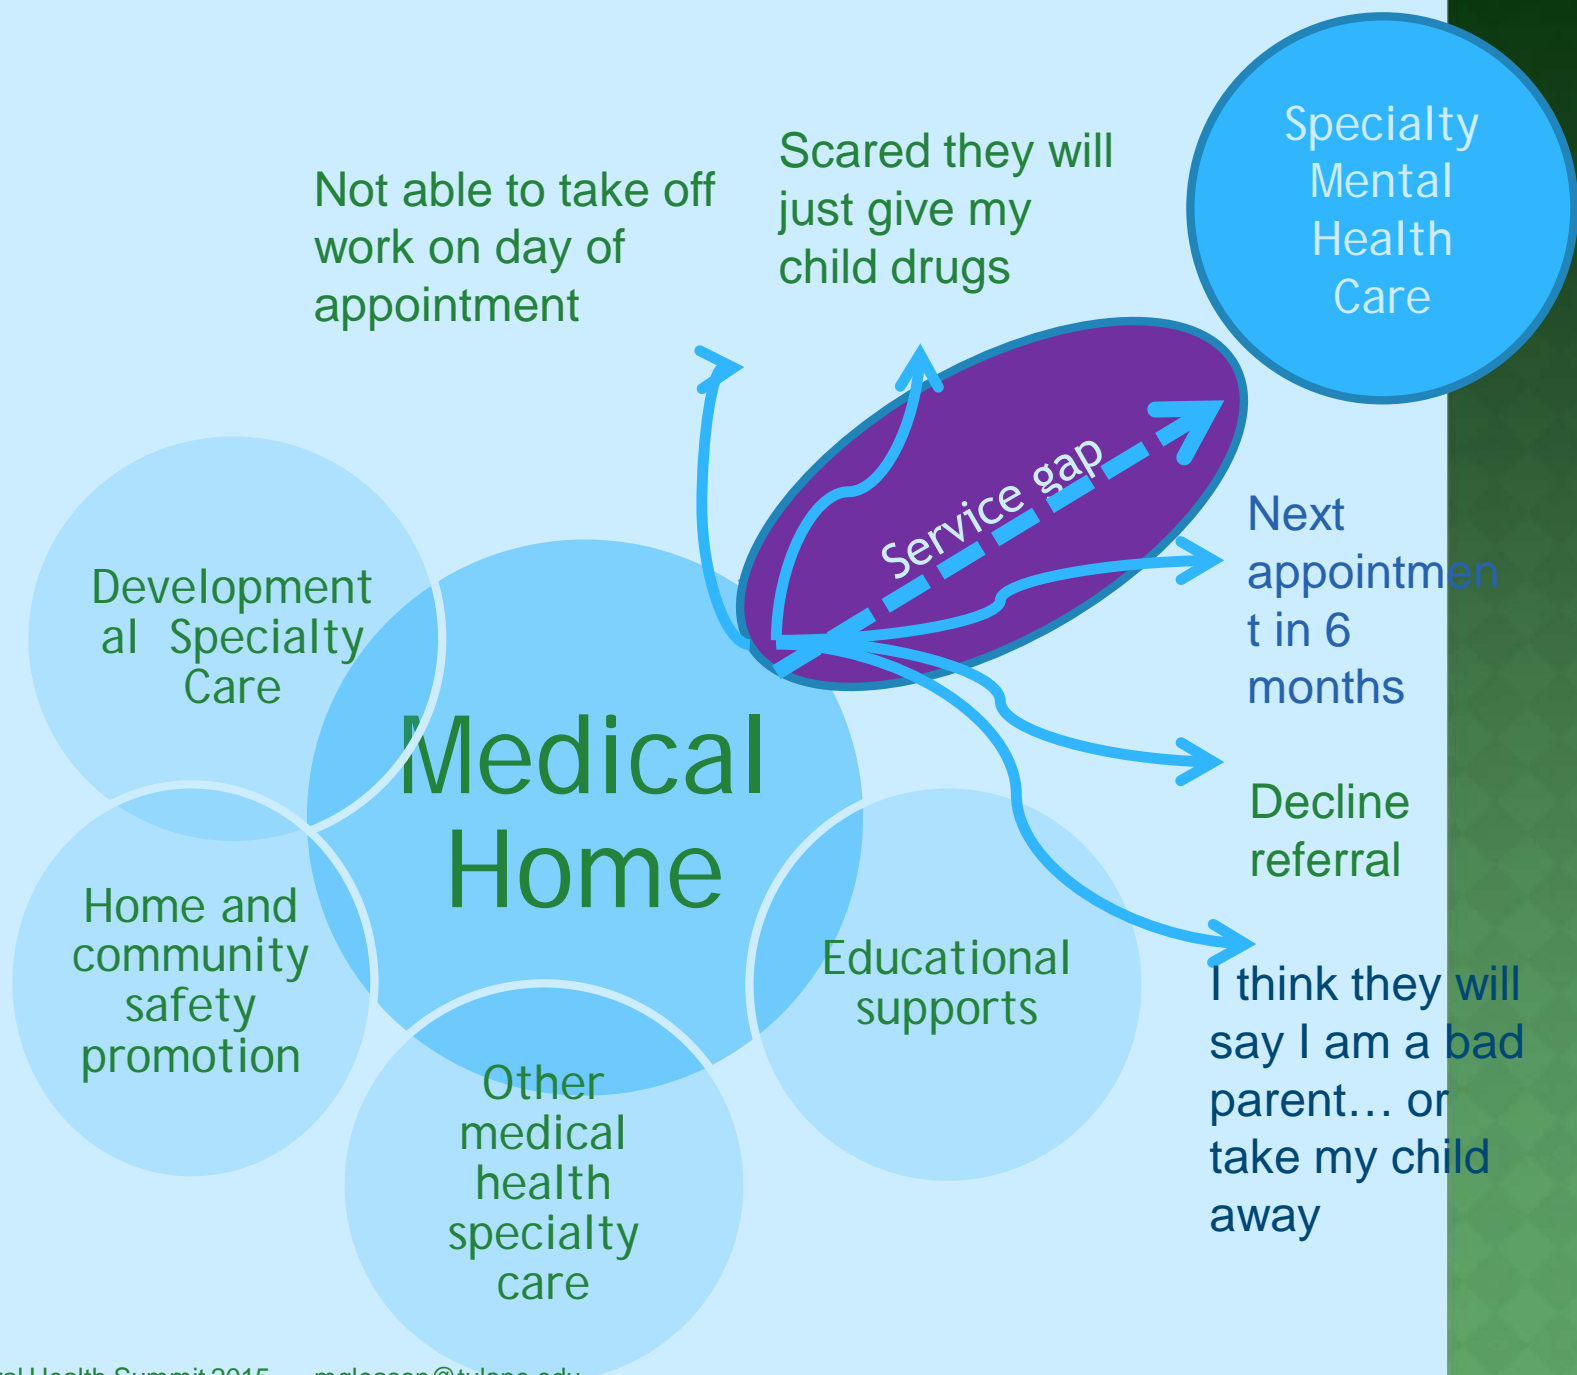 Specialty
Mental
Health
Care
Scared they will
just give my
child drugs
Not able to take off
work on day of
appointment
Service gap
Next
appointmen
t in 6
months
Development
al Specialty
Care
Medical
Home
Decline
referral
Home and
community
safety
promotion
Educational
supports
I think they will
say I am a bad
parent… or
take my child
away
Other
medical
health
specialty
care
Health Summit 2015